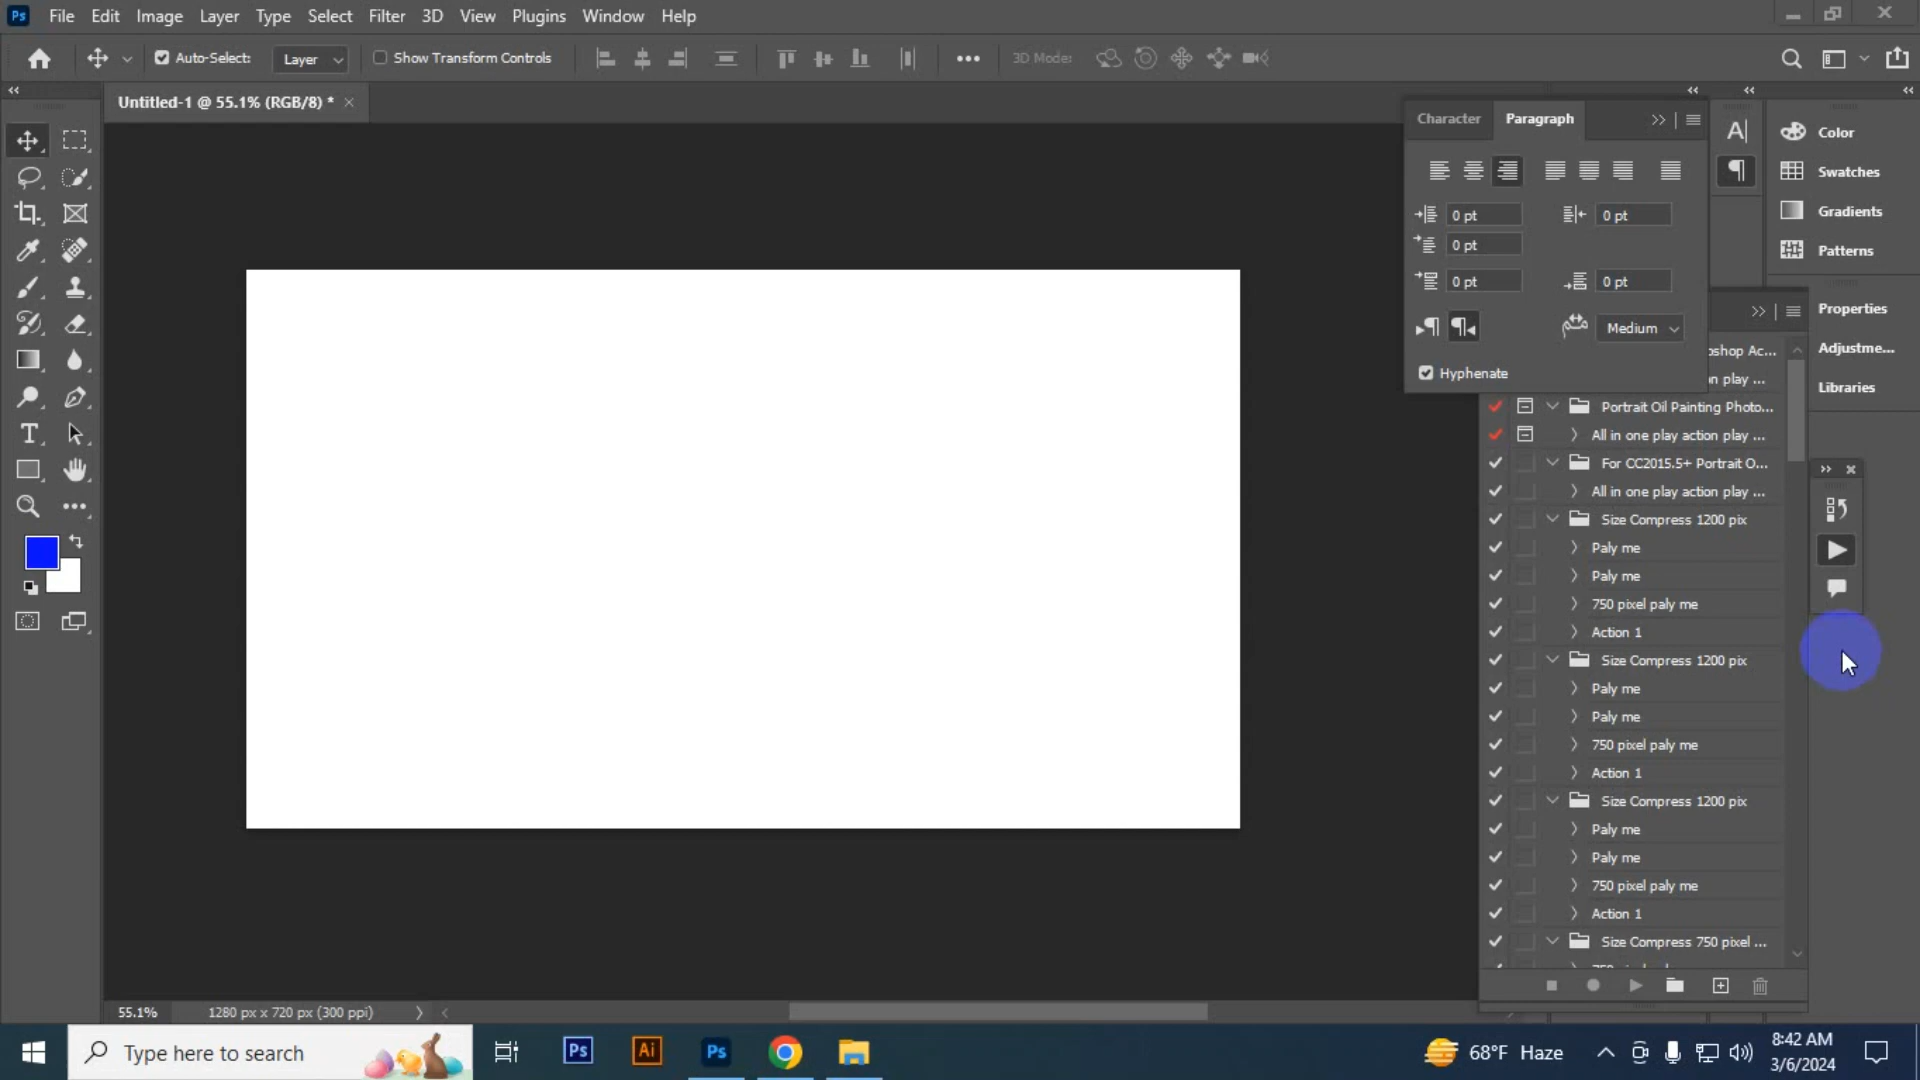 Ps File Edit Image Layer Type Select Filter 3D View Plugins Window Help
Auto-Select: Layer Show Transform Controls 3D Mode:
Untitled-1 @ 55.1% (RGB/8) *
Character Paragraph
Color
Swatches
Gradients
Patterns
Properties
Adjustme...
Libraries
0 pt 0 pt
0 pt
0 pt 0 pt
Medium
Hyphenate
oshop Ac...
n play ...
Portrait Oil Painting Photo...
All in one play action play ...
For CC2015.5+ Portrait O...
All in one play action play ...
Size Compress 1200 pix
Paly me
Paly me
750 pixel paly me
Action 1
Size Compress 1200 pix
Paly me
Paly me
750 pixel paly me
Action 1
Size Compress 1200 pix
Paly me
Paly me
750 pixel paly me
Action 1
Size Compress 750 pixel ...
55.1% 1280 px x 720 px (300 ppi)
Type here to search
Ps Ai Ps
68°F Haze
8:42 AM
3/6/2024